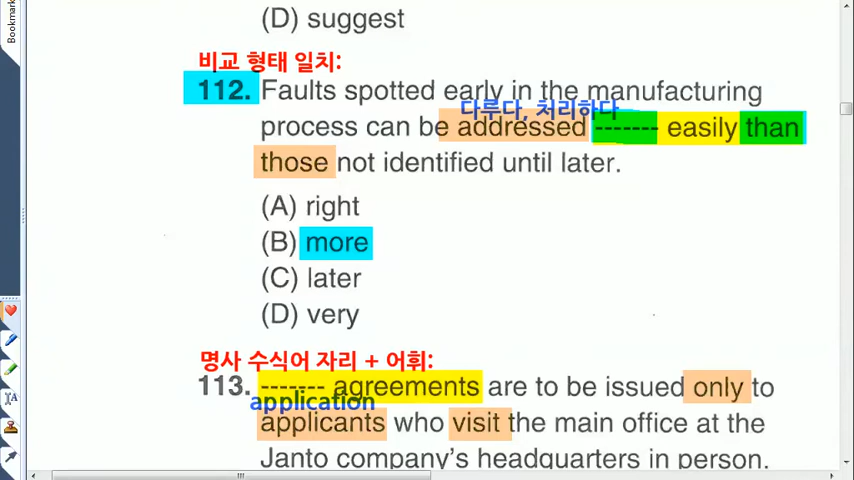 Bookmark
(D) suggest
비교 형태 일치:
112. Faults spotted early in the manufacturing
다루다, 처리하다
process can be addressed ------- easily than
those not identified until later.
(A) right
(B) more
(C) later
(D) very
명사 수식어 자리 + 어휘:
113. ------- agreements are to be issued only to
application
applicants who visit the main office at the
Janto company's headquarters in person.